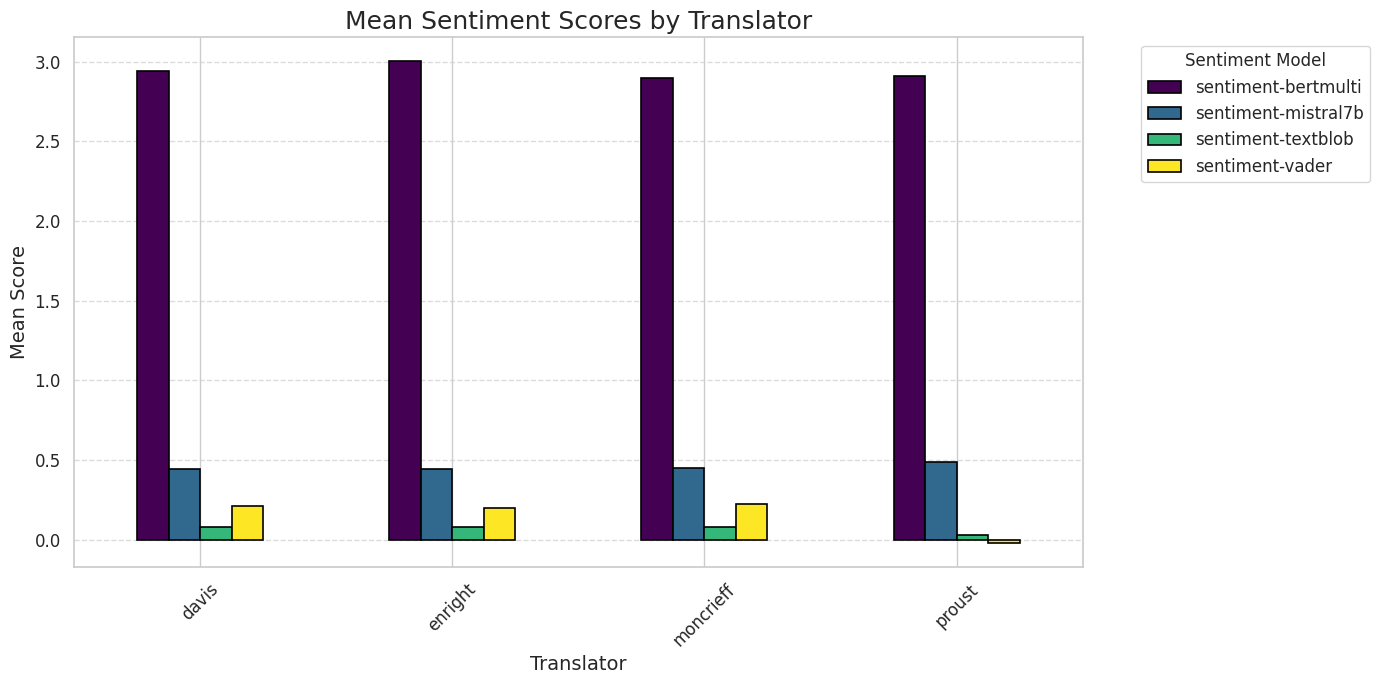 Mean Sentiment Scores by Translator
Sentiment Model
sentiment-bertmulti
sentiment-mistral7b
sentiment-textblob
sentiment-vader
Mean Score
3.0
2.5
2.0
1.5
1.0
0.5
0.0
davis
enright
moncrieff
proust
Translator